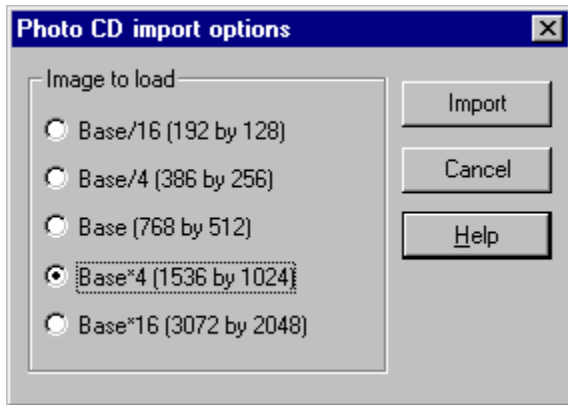 Photo CD import options
Image to load
Base/16 (192 by 128)
Base/4 (386 by 256)
Base (768 by 512)
Base*4 (1536 by 1024)
Base*16 (3072 by 2048)
Import
Cancel
Help